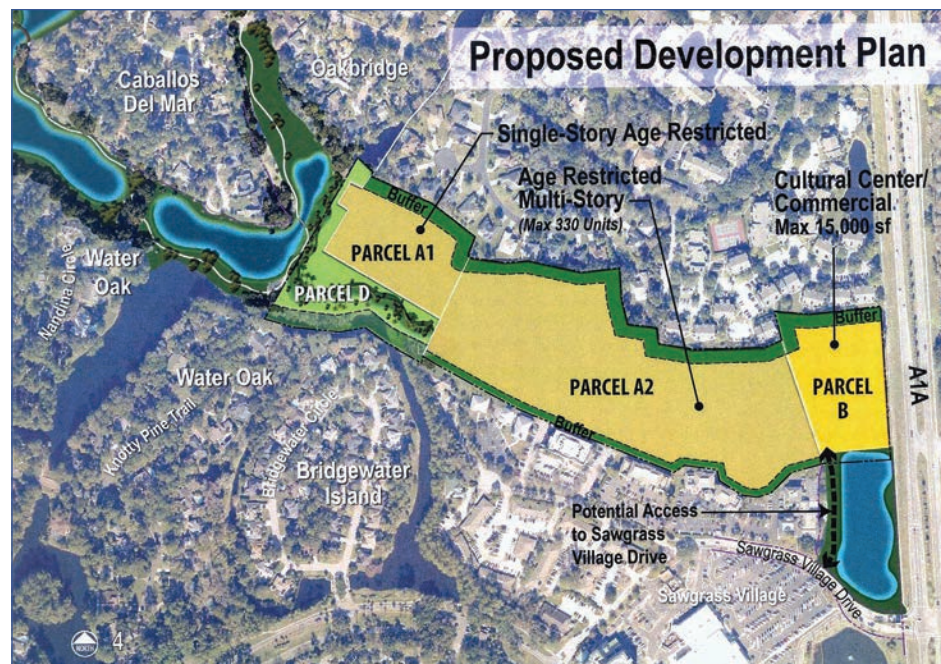 Proposed Development Plan
Caballos
Del Mar
Oakbridge
Single-Story Age Restricted
Age Restricted
Multi-Story
(Max 330 Units)
Cultural Center/
Commercial
Max 15,000 sf
Buffer
PARCEL A1
Water
Oak
Nandina Circle
PARCEL D
Buffer
A1A
Water Oak
PARCEL A2
PARCEL
B
Knotty Pine Trail
Bridgewater Circle
Buffer
Bridgewater
Island
Potential Access
to Sawgrass
Village Drive
Sawgrass Village Drive
Sawgrass Village
NORTH
4